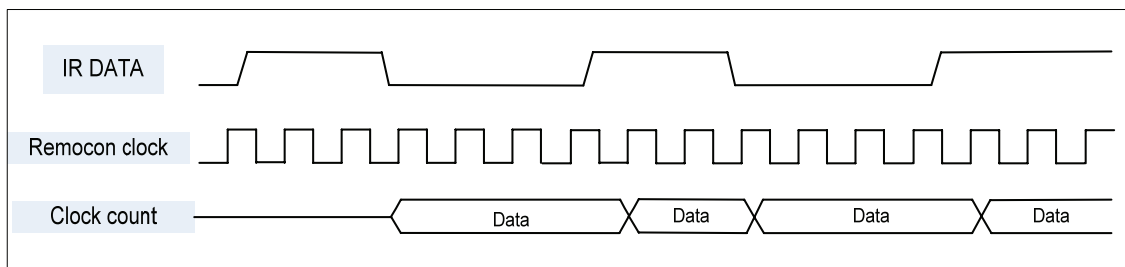 IR DATA
Remocon clock
Clock count
Data
Data
Data
Data